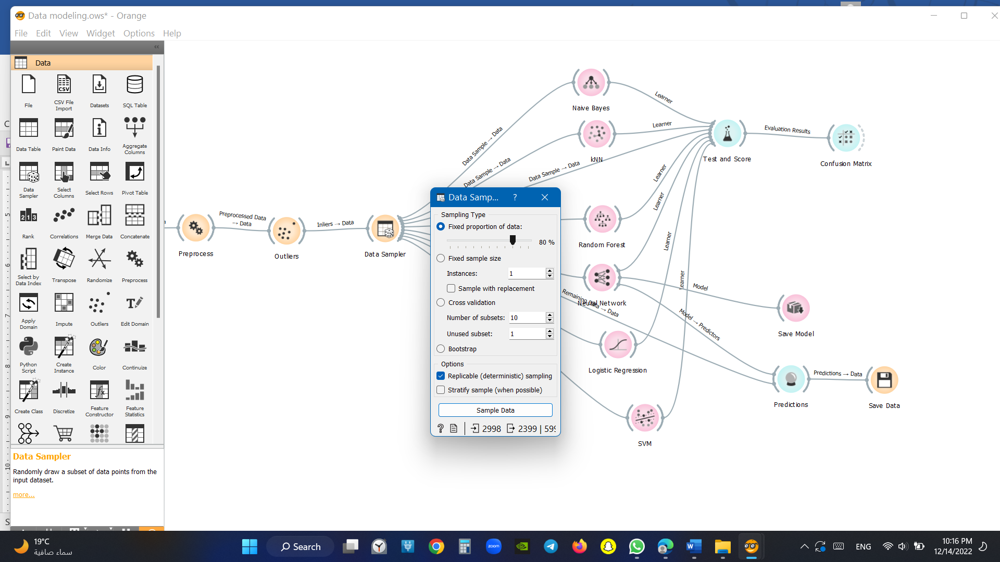 Data modeling.ows* - Orange
File Edit View Widget Options Help
Data
File
CSV File
Import
Datasets
SQL Table
Data Table
Paint Data
Data Info
Aggregate
Columns
Data
Sampler
Select
Columns
Select Rows
Pivot Table
Rank
Correlations
Merge Data
Concatenate
Select by
Data Index
Transpose
Randomize
Preprocess
Apply
Domain
Impute
Outliers
Edit Domain
Python
Script
Create
Instance
Color
Continuize
Create Class
Discretize
Feature
Constructor
Feature
Statistics
Data Sampler
Randomly draw a subset of data points from the
input dataset.
more...
Preprocess
Preprocessed Data
→ Data
Outliers
Inliers → Data
Data Sampler
Data Sample → Data
Data Sample → Data
Data Sample → Data
Naive Bayes
Learner
kNN
Learner
Test and Score
Evaluation Results
Confusion Matrix
Random Forest
Learner
Learner
Learner
Learner
Neural Network
Remaining Data → Data
Model
Model → Predictors
Save Model
Logistic Regression
Predictions
Predictions → Data
Save Data
SVM
Data Samp... ?
Sampling Type
Fixed proportion of data:
80 %
Fixed sample size
Instances: 1
Sample with replacement
Cross validation
Number of subsets: 10
Unused subset: 1
Bootstrap
Options
Replicable (deterministic) sampling
Stratify sample (when possible)
Sample Data
? 2998 2399 | 599
C
5
6
7
8
9
10
S
19°C
سماء صافية
Search
zoom
ENG
10:16 PM
12/14/2022